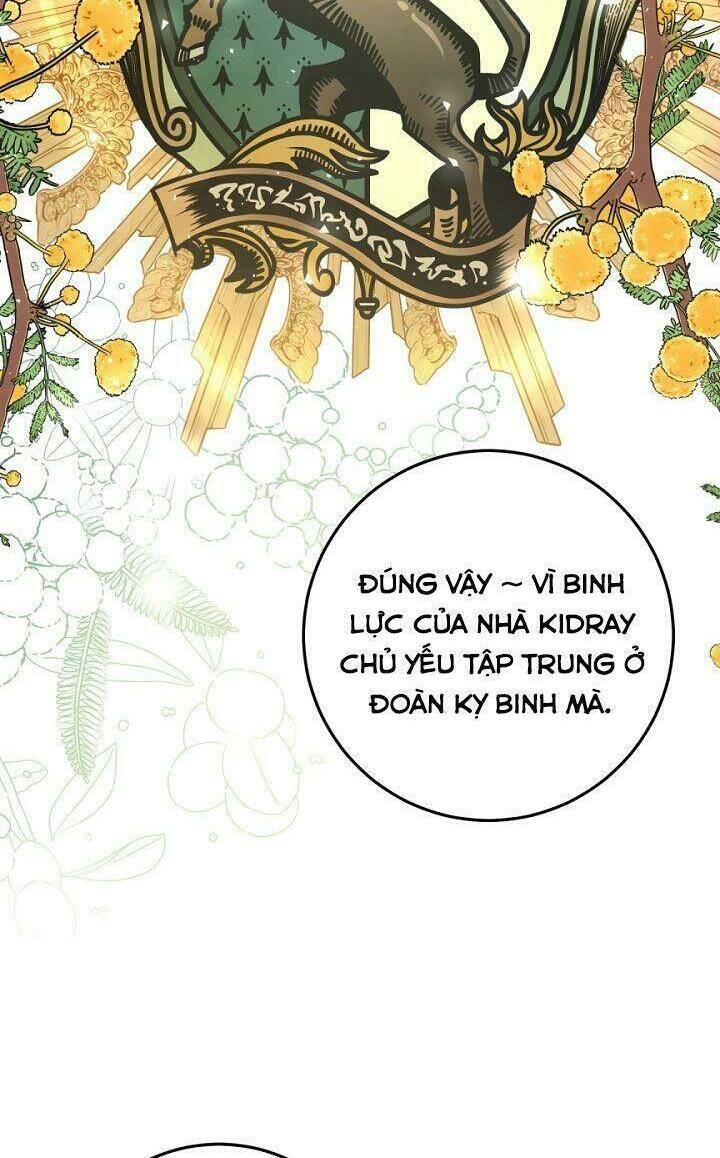 ĐÚNG VẬY ~ VÌ BINH
LỰC CỦA NHÀ KIDRAY
CHỦ YẾU TẬP TRUNG Ở
ĐOÀN KỴ BINH MÀ.